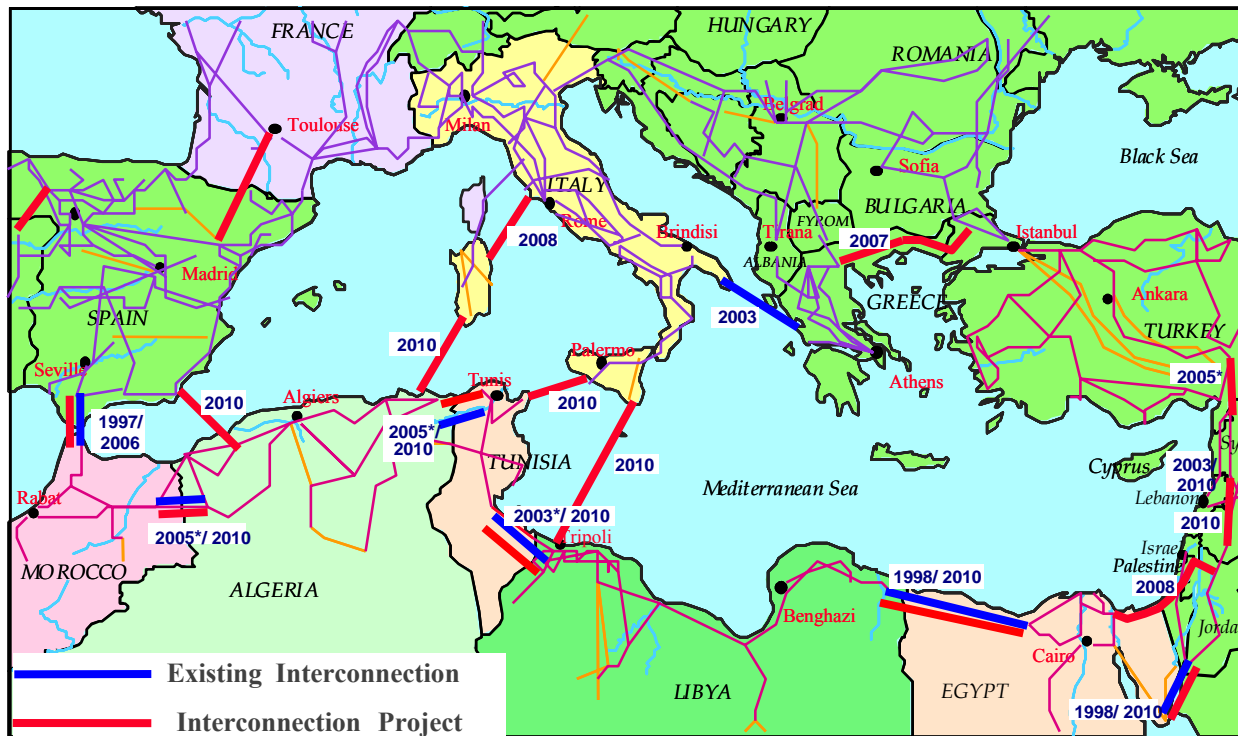 FRANCE
HUNGARY
ROMANIA
Toulouse
Milan
Belgrad
Black Sea
ITALY
Sofia
Rome
BULGARIA
FYROM
Tirana
Brindisi
Istanbul
2008
2007
ALBANIA
Madrid
GREECE
Ankara
SPAIN
2003
TURKEY
Seville
2010
Palermo
Athens
2005*
Tunis
2010
Algiers
2010
1997/
2006
2005*/
2010
TUNISIA
2010
Sy
Cyprus
2003/
2010
Mediterranean Sea
Lebanon
Rabat
2003*/ 2010
2010
2005*/ 2010
Tripoli
Israel
Palestine
MOROCCO
ALGERIA
1998/ 2010
2008
Benghazi
Jorda
Cairo
Existing Interconnection
LIBYA
EGYPT
1998/ 2010
Interconnection Project